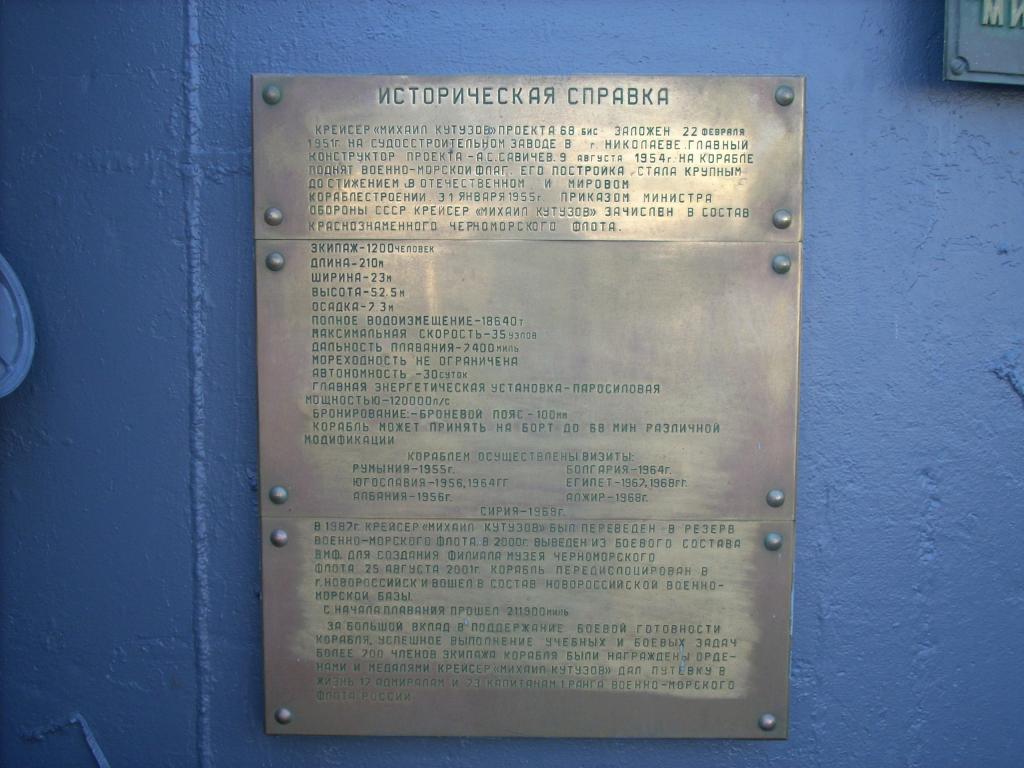 МИ
ИСТОРИЧЕСКАЯ СПРАВКА
КРЕЙСЕР «МИХАИЛ КУТУЗОВ» ПРОЕКТА 68 БИС ЗАЛОЖЕН 22 ФЕВРАЛЯ
1951г. НА СУДОССТРОИТЕЛЬНОМ ЗАВОДЕ В г. НИКОЛАЕВЕ. ГЛАВНЫЙ
КОНСТРУКТОР ПРОЕКТА - А.С. САВИЧЕВ. 9 АВГУСТА 1954г. НА КОРАБЛЕ
ПОДНЯТ ВОЕННО-МОРСКОЙ ФЛАГ. ЕГО ПОСТРОЙКА СТАЛА КРУПНЫМ
ДОСТИЖЕНИЕМ В ОТЕЧЕСТВЕННОМ И МИРОВОМ
КОРАБЛЕСТРОЕНИИ. 31 ЯНВАРЯ 1955г. ПРИКАЗОМ МИНИСТРА
ОБОРОНЫ СССР КРЕЙСЕР «МИХАИЛ КУТУЗОВ» ЗАЧИСЛЕН В СОСТАВ
КРАСНОЗНАМЕННОГО ЧЕРНОМОРСКОГО ФЛОТА.
ЭКИПАЖ-1200 ЧЕЛОВЕК
ДЛИНА-210м
ШИРИНА-23м
ВЫСОТА-52.5м
ОСАДКА-7.3м
ПОЛНОЕ ВОДОИЗМЕЩЕНИЕ-18640т
МАКСИМАЛЬНАЯ СКОРОСТЬ-35 УЗЛОВ
ДАЛЬНОСТЬ ПЛАВАНИЯ-7400 МИЛЬ
МОРЕХОДНОСТЬ НЕ ОГРАНИЧЕНА
АВТОНОМНОСТЬ -30 СУТОК
ГЛАВНАЯ ЭНЕРГЕТИЧЕСКАЯ УСТАНОВКА-ПАРОСИЛОВАЯ
МОЩНОСТЬЮ-120000л/с
БРОНИРОВАНИЕ:-БРОНЕВОЙ ПОЯС - 100мм
КОРАБЛЬ МОЖЕТ ПРИНЯТЬ НА БОРТ ДО 68 МИН РАЗЛИЧНОЙ
МОДИФИКАЦИИ
КОРАБЛЕМ ОСУЩЕСТВЛЕНЫ ВИЗИТЫ:
РУМЫНИЯ-1955г. БОЛГАРИЯ-1964г.
ЮГОСЛАВИЯ-1956,1964ГГ ЕГИПЕТ-1967,1968гг.
АЛБАНИЯ-1956г. АЛЖИР-1968г.
СИРИЯ-1968г.
В 1987г. КРЕЙСЕР «МИХАИЛ КУТУЗОВ» БЫЛ ПЕРЕВЕДЕН В РЕЗЕРВ
ВОЕННО-МОРСКОГО ФЛОТА. В 2000г. ВЫВЕДЕН ИЗ БОЕВОГО СОСТАВА
ВМФ. ДЛЯ СОЗДАНИЯ ФИЛИАЛА МУЗЕЯ ЧЕРНОМОРСКОГО
ФЛОТА 25 АВГУСТА 2001г. КОРАБЛЬ ПЕРЕДИСЛОЦИРОВАН В
г. НОВОРОССИЙСК И ВОШЕЛ В СОСТАВ НОВОРОССИЙСКОЙ ВОЕННО-
МОРСКОЙ БАЗЫ.
С НАЧАЛА ПЛАВАНИЯ ПРОШЕЛ 211900 МИЛЬ
ЗА БОЛЬШОЙ ВКЛАД В ПОДДЕРЖАНИЕ БОЕВОЙ ГОТОВНОСТИ
КОРАБЛЯ, УСПЕШНОЕ ВЫПОЛНЕНИЕ УЧЕБНЫХ И БОЕВЫХ ЗАДАЧ
БОЛЕЕ 200 ЧЛЕНОВ ЭКИПАЖА КОРАБЛЯ БЫЛИ НАГРАЖДЕНЫ ОРДЕ-
НАМИ И МЕДАЛЯМИ КРЕЙСЕР «МИХАИЛ КУТУЗОВ» ДАЛ ПУТЕВКУ В
ЖИЗНЬ 12 АДМИРАЛАМ И 23 КАПИТАНАМ 1 РАНГА ВОЕННО-МОРСКОГО
ФЛОТА РОССИИ